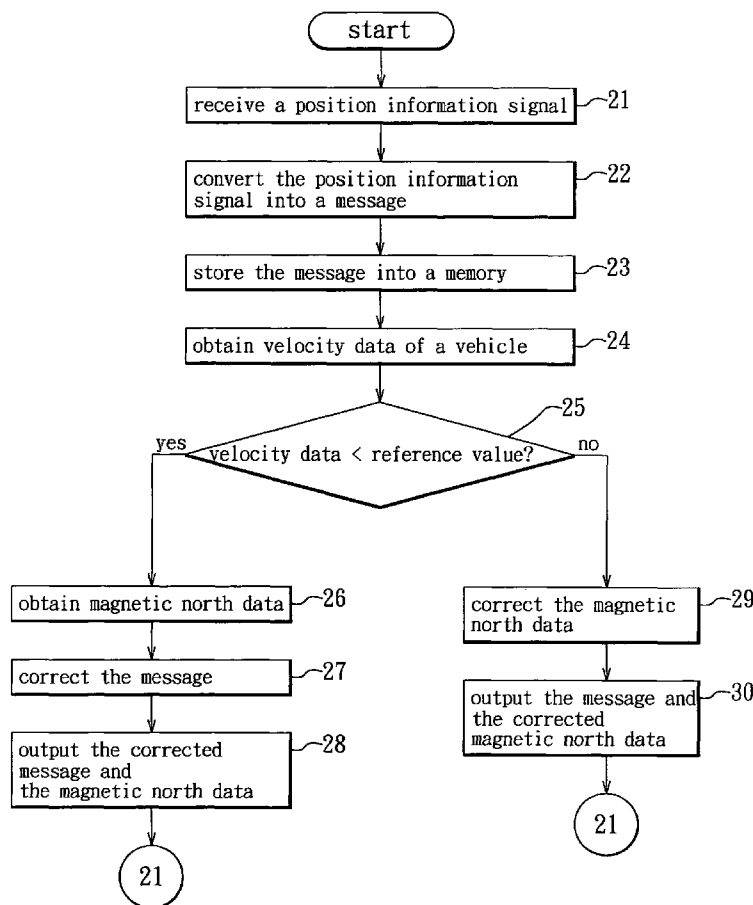 start
receive a position information signal
21
convert the position information
signal into a message
22
store the message into a memory
23
obtain velocity data of a vehicle
24
25
yes
velocity data < reference value?
no
obtain magnetic north data
26
correct the message
27
output the corrected
message and
the magnetic north data
28
21
correct the magnetic
north data
29
output the message and
the corrected
magnetic north data
30
21